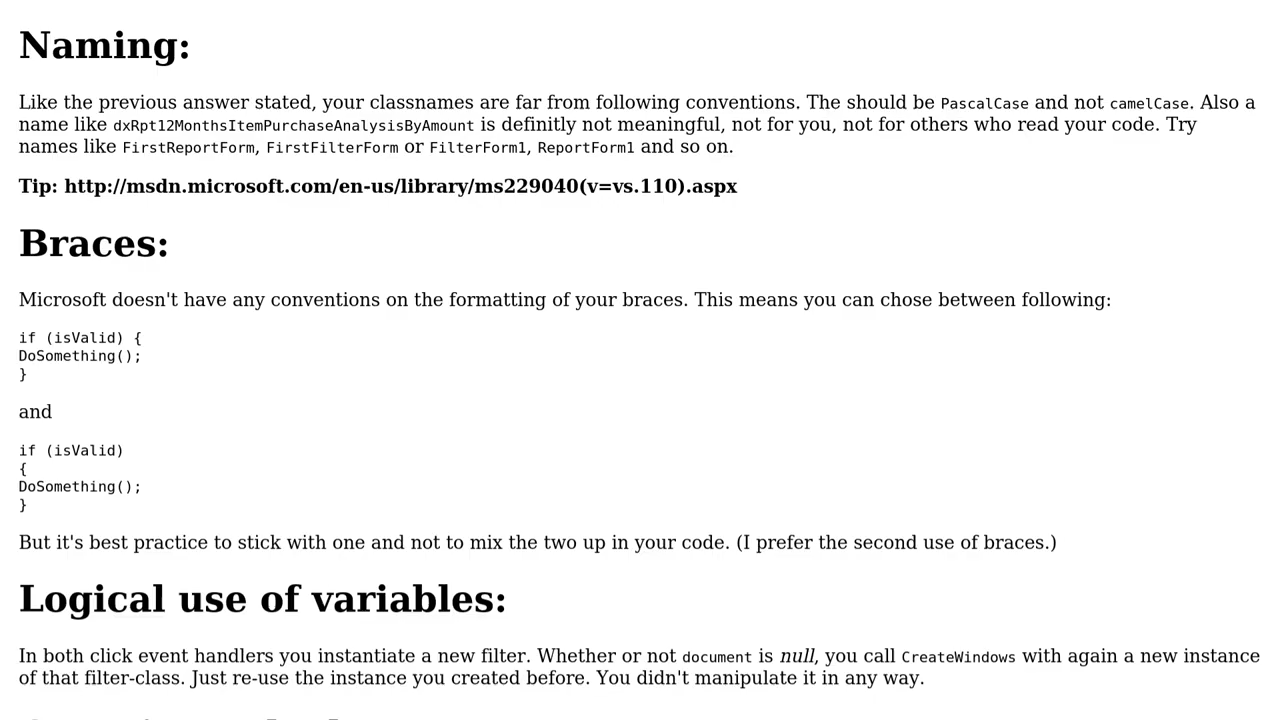 Naming:
Like the previous answer stated, your classnames are far from following conventions. The should be PascalCase and not camelCase. Also a
name like dxRpt12MonthsItemPurchaseAnalysisByAmount is definitly not meaningful, not for you, not for others who read your code. Try
names like FirstReportForm, FirstFilterForm or FilterForm1, ReportForm1 and so on.
Tip: http://msdn.microsoft.com/en-us/library/ms229040(v=vs.110).aspx
Braces:
Microsoft doesn't have any conventions on the formatting of your braces. This means you can chose between following:
if (isValid) {
DoSomething();
}
and
if (isValid)
{
DoSomething();
}
But it's best practice to stick with one and not to mix the two up in your code. (I prefer the second use of braces.)
Logical use of variables:
In both click event handlers you instantiate a new filter. Whether or not document is null, you call CreateWindows with again a new instance
of that filter-class. Just re-use the instance you created before. You didn't manipulate it in any way.